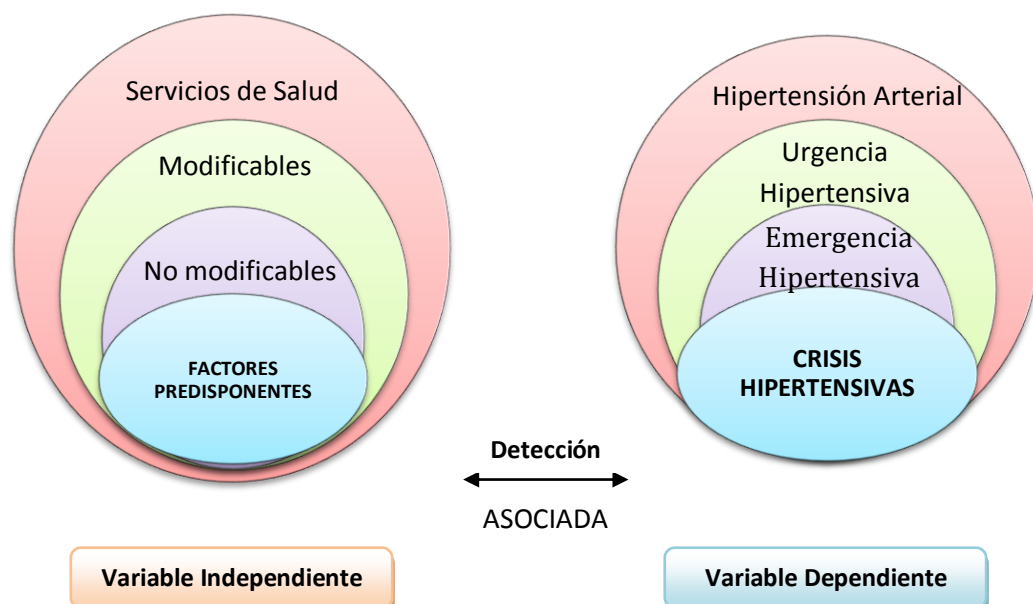 Servicios de Salud
Modificables
No modificables
FACTORES
PREDISPONENTES
Hipertensión Arterial
Urgencia
Hipertensiva
Emergencia
Hipertensiva
CRISIS
HIPERTENSIVAS
Detección
ASOCIADA
Variable Independiente
Variable Dependiente